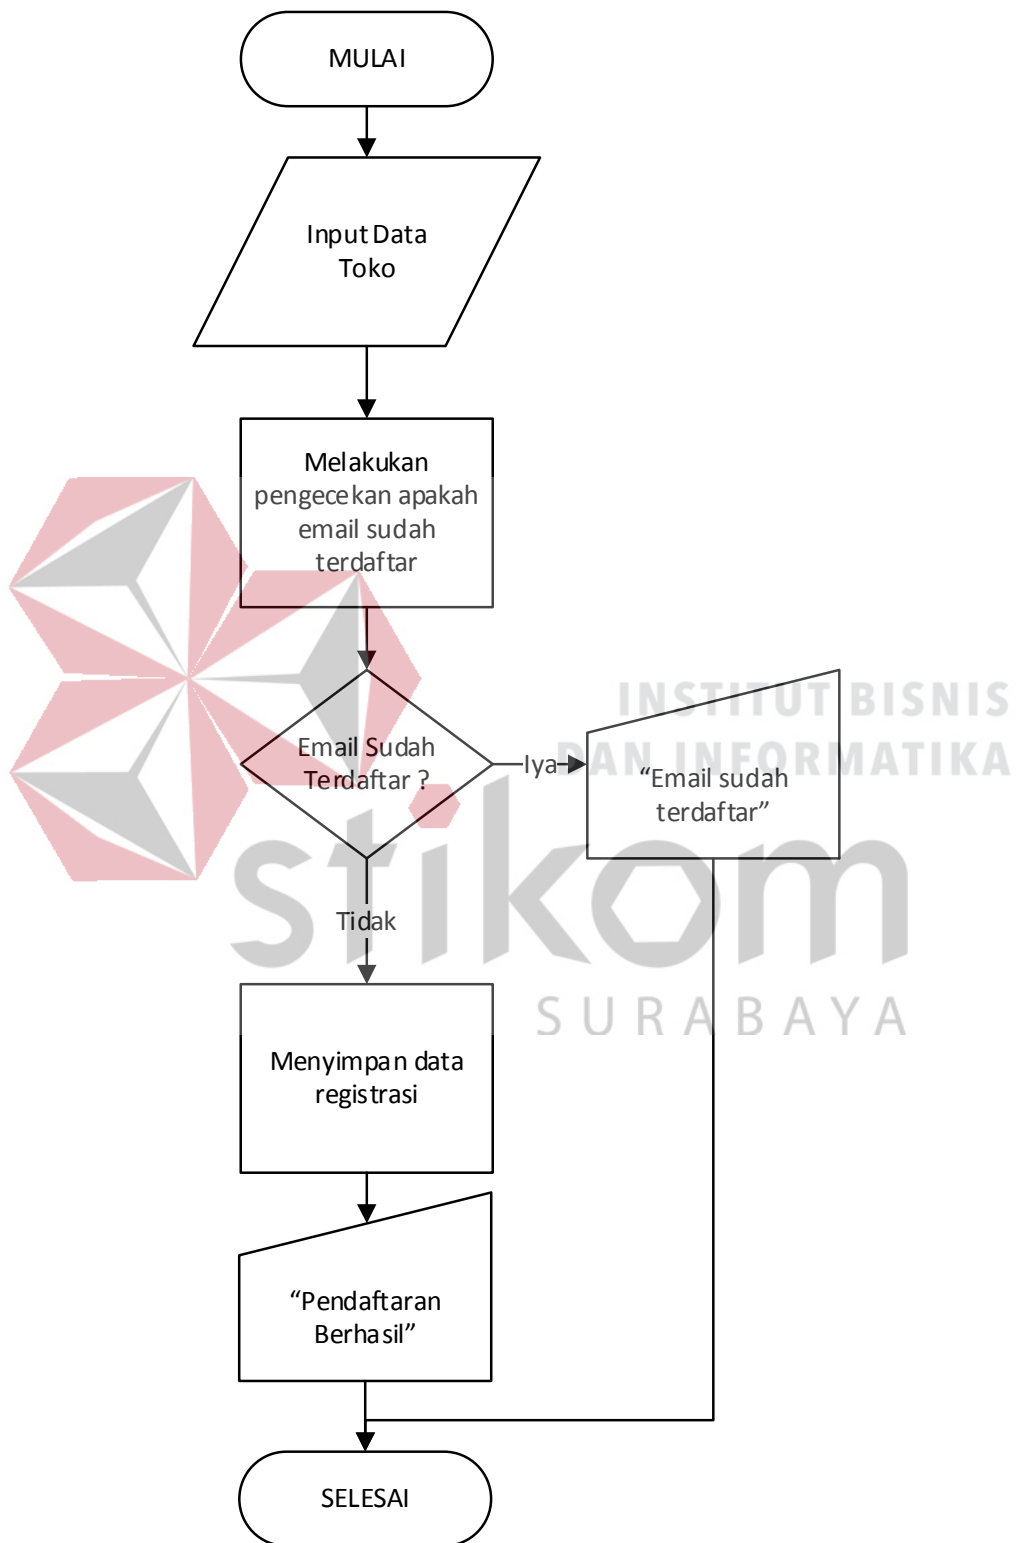 MULAI
Input Data
Toko
Melakukan
pengecekan apakah
email sudah
terdaftar
Email Sudah
Terdaftar ?
Iya
“Email sudah
terdaftar”
Tidak
Menyimpan data
registrasi
“Pendaftaran
Berhasil”
SELESAI
INSTITUT BISNIS
DAN INFORMATIKA
stikom
SURABAYA